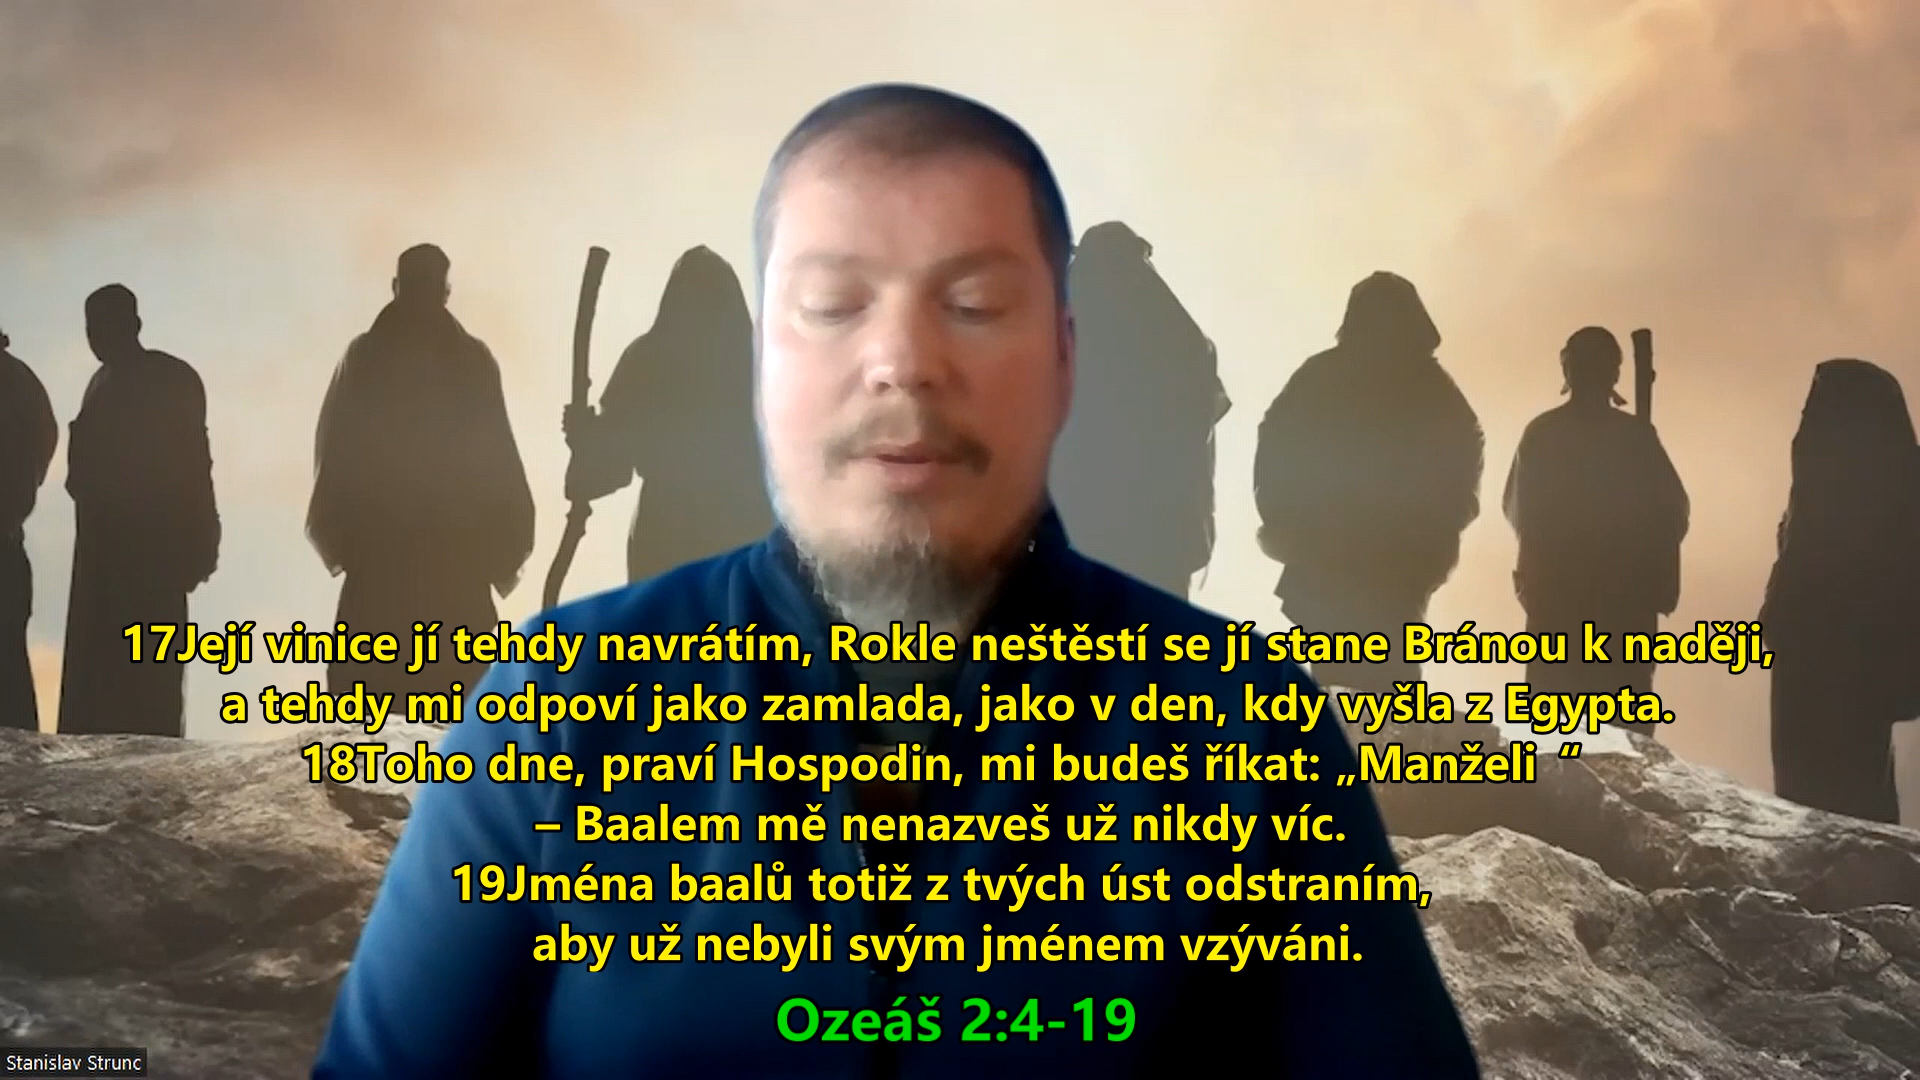 17Její vinice jí tehdy navrátím, Rokle neštěstí se jí stane Bránou k naději,
a tehdy mi odpoví jako zamlada, jako v den, kdy vyšla z Egypta.
18Toho dne, praví Hospodin, mi budeš říkat: „Manželi “
– Baalem mě nenazveš už nikdy víc.
19Jména baalů totiž z tvých úst odstraním,
aby už nebyli svým jménem vzýváni.
Ozeáš 2:4-19
Stanislav Strunc